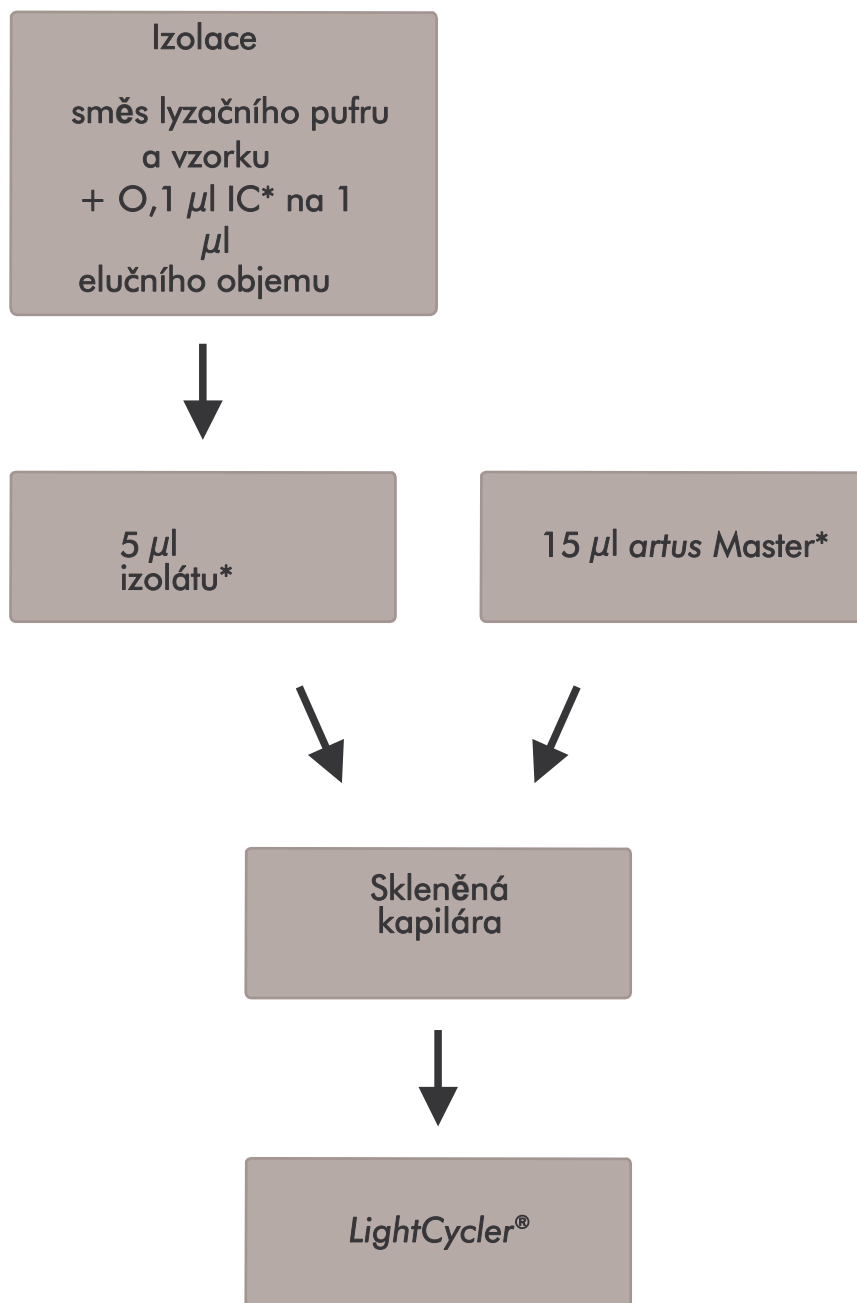 Izolace
směs lyzačního pufru
a vzorku
+ O,1 µl IC* na 1
µl
elučního objemu
5 µl
izolátu*
15 µl artus Master*
Skleněná
kapilára
LightCycler®